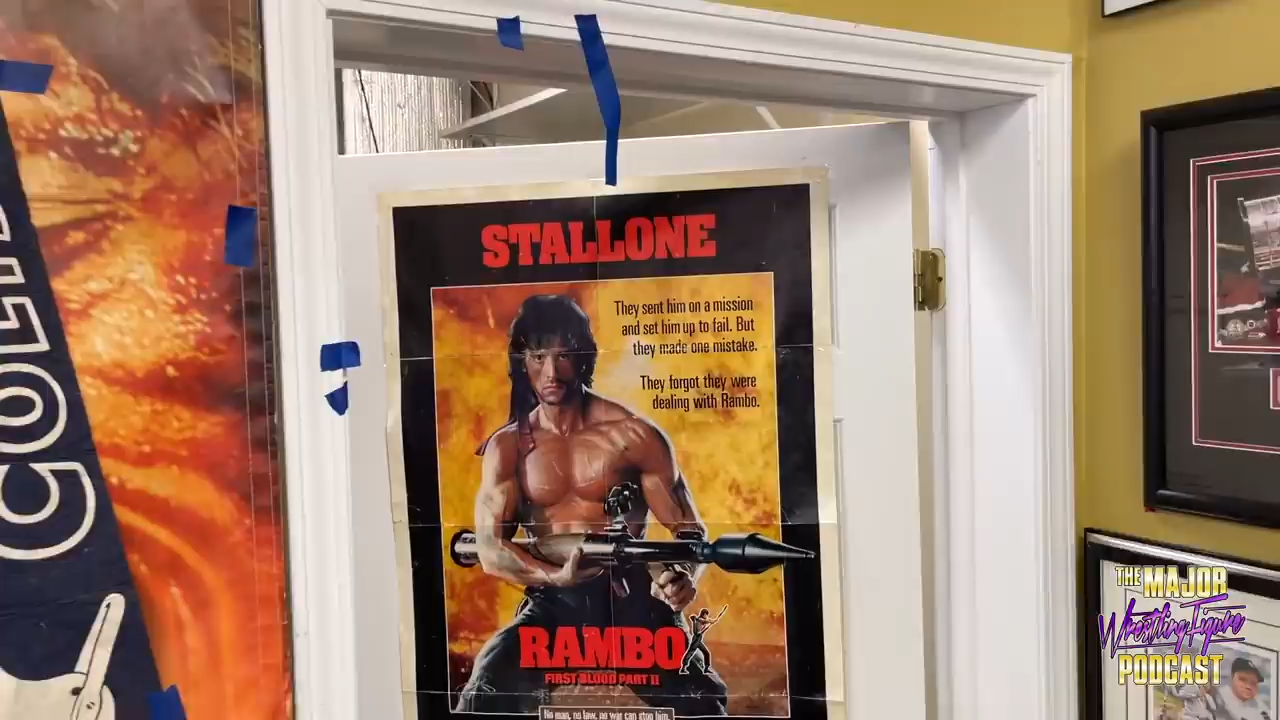 STALLONE
They sent him on a mission
and set him up to fail. But
they made one mistake.
They forgot they were
dealing with Rambo.
RAMBO
FIRST BLOOD PART II
No man, no law, no war can stop him.
COL
THE MAJOR
Wrestling Figure
PODCAST